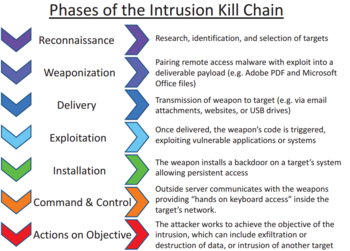 Phases of the Intrusion Kill Chain
Reconnaissance
Research, identification, and selection of targets
Weaponization
Pairing remote access malware with exploit into a
deliverable payload (e.g. Adobe PDF and Microsoft
Office files)
Delivery
Transmission of weapon to target (e.g. via email
attachments, websites, or USB drives)
Exploitation
Once delivered, the weapon's code is triggered,
exploiting vulnerable applications or systems
Installation
The weapon installs a backdoor on a target's system
allowing persistent access
Command & Control
Outside server communicates with the weapons
providing "hands on keyboard access" inside the
target's network.
Actions on Objective
The attacker works to achieve the objective of the
intrusion, which can include exfiltration or
destruction of data, or intrusion of another target